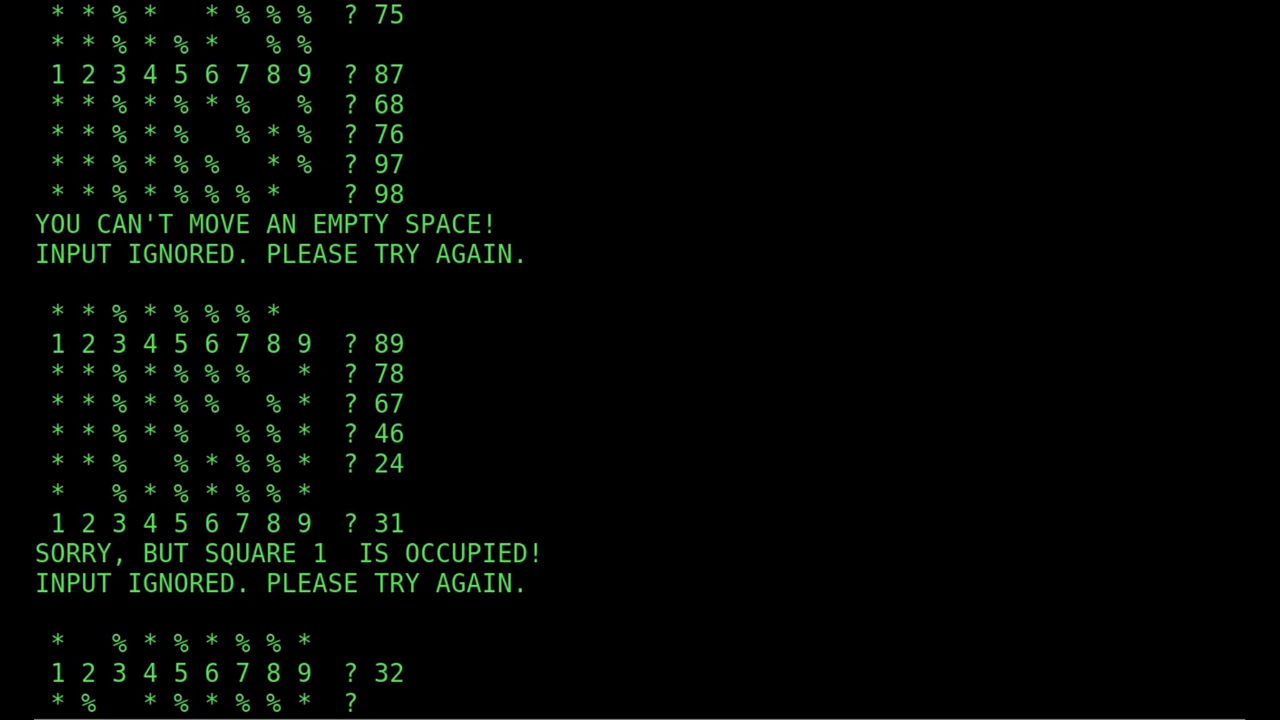 * * % *   * % % %  ? 75
* * % * % *   % %
1 2 3 4 5 6 7 8 9  ? 87
* * % * % * %   %  ? 68
* * % * %   % * %  ? 76
* * % * % %   * %  ? 97
* * % * % % % *    ? 98
YOU CAN'T MOVE AN EMPTY SPACE!
INPUT IGNORED. PLEASE TRY AGAIN.
* * % * % % % *
1 2 3 4 5 6 7 8 9  ? 89
* * % * % % %   *  ? 78
* * % * % %   % *  ? 67
* * % * %   % % *  ? 46
* * %   % * % % *  ? 24
*   % * % * % % *
1 2 3 4 5 6 7 8 9  ? 31
SORRY, BUT SQUARE 1  IS OCCUPIED!
INPUT IGNORED. PLEASE TRY AGAIN.
*   % * % * % % *
1 2 3 4 5 6 7 8 9  ? 32
* %   * % * % % *  ?